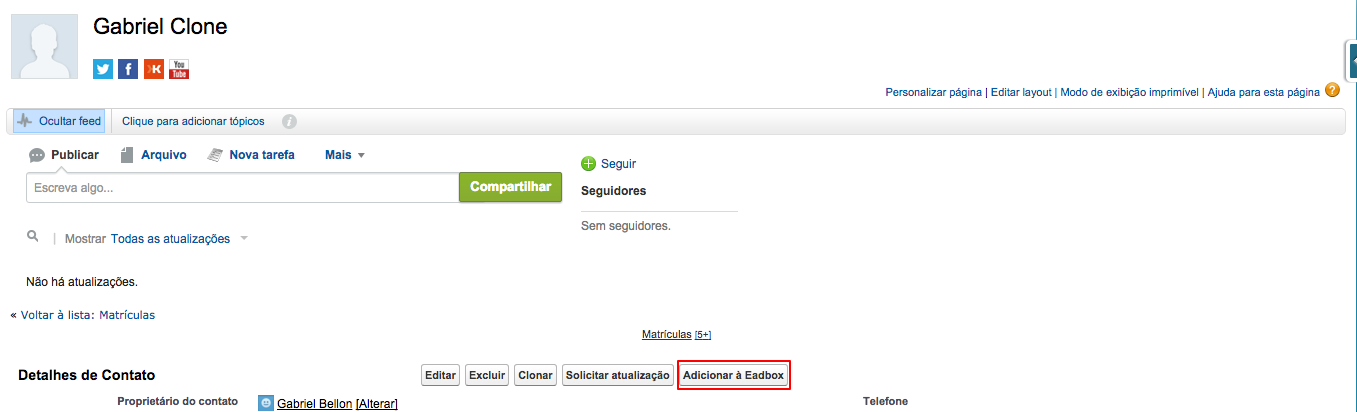 Gabriel Clone
You Tube
Personalizar página | Editar layout | Modo de exibição imprimível | Ajuda para esta página ?
Ocultar feed Clique para adicionar tópicos i
Publicar Arquivo Nova tarefa Mais
Seguir
Escreva algo... Compartilhar
Seguidores
Sem seguidores.
Mostrar Todas as atualizações
Não há atualizações.
« Voltar à lista: Matrículas
Matrículas [5+]
Detalhes de Contato Editar Excluir Clonar Solicitar atualização Adicionar à Eadbox
Proprietário do contato Gabriel Bellon [Alterar] Telefone